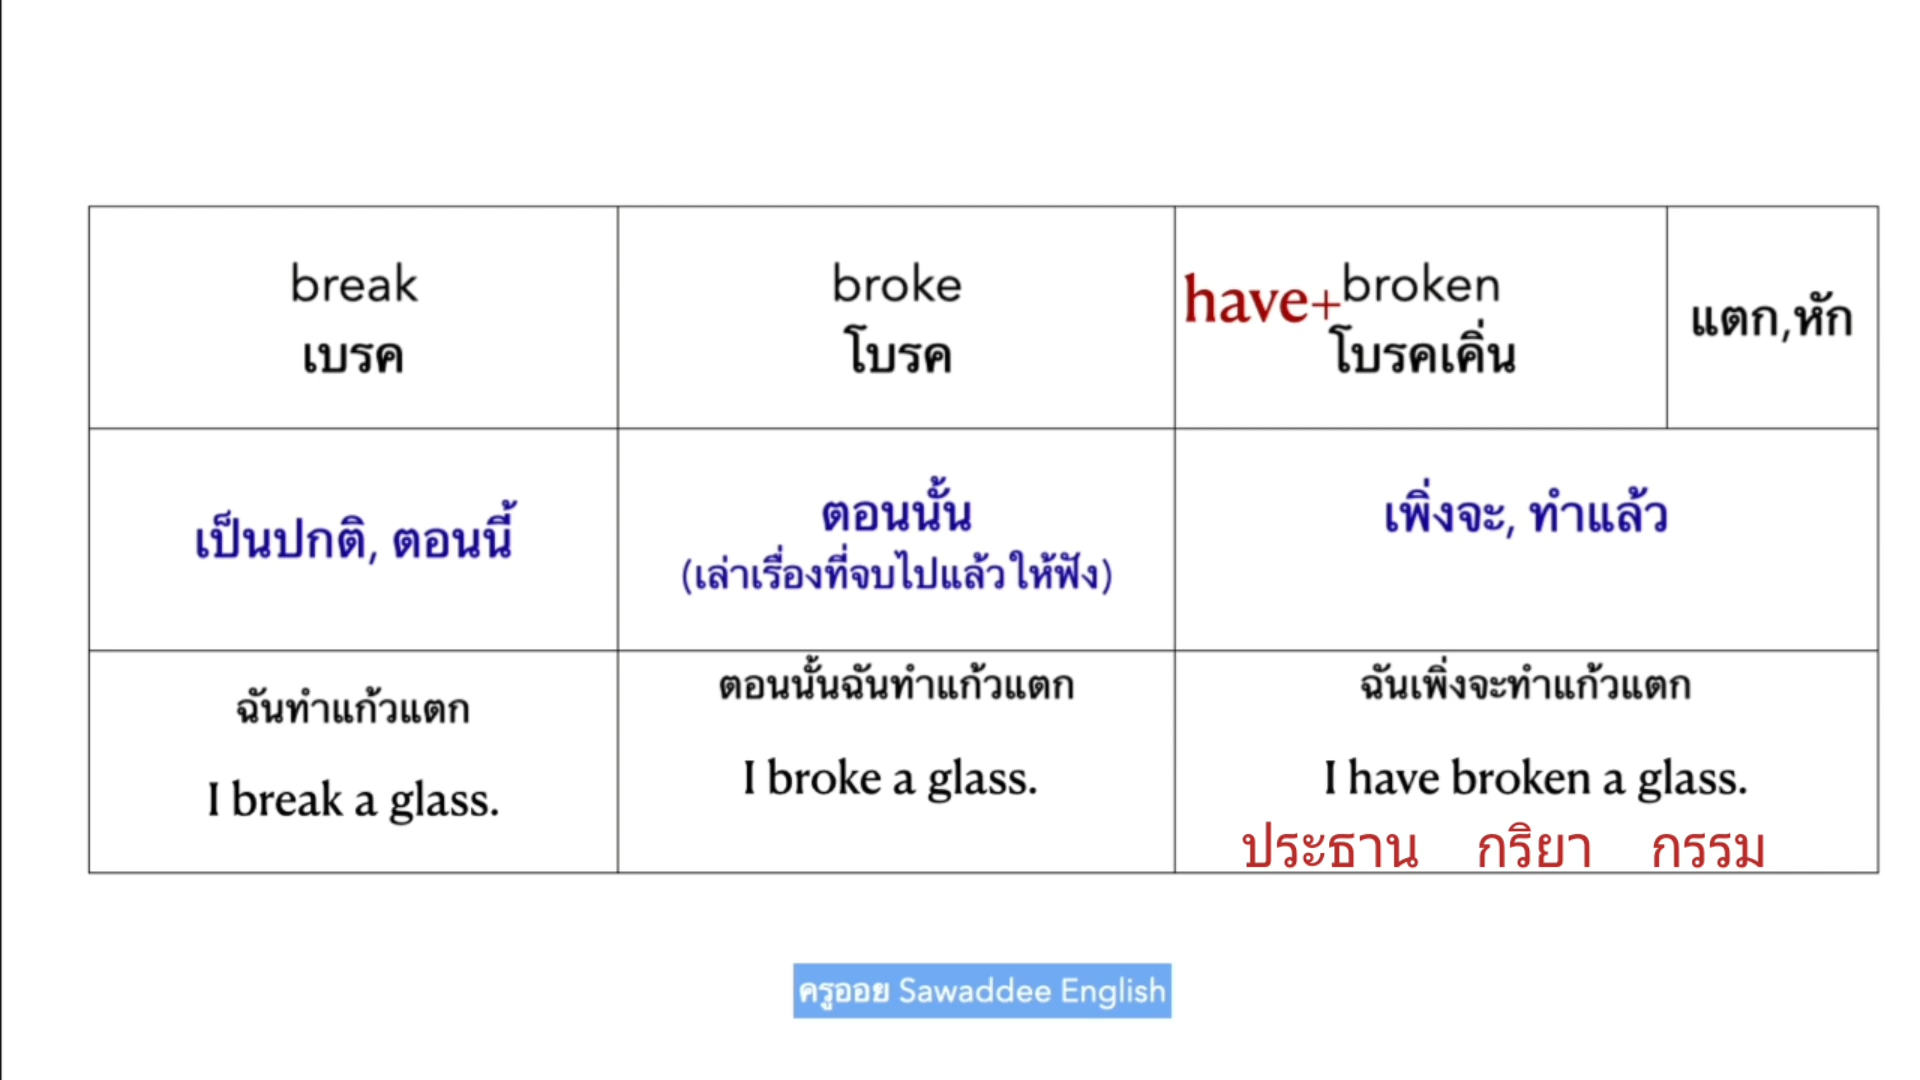 break
เบรค
broke
โบรค
have+broken
โบรคเคิ่น
แตก,หัก
เป็นปกติ, ตอนนี้
ตอนนั้น
(เล่าเรื่องที่จบไปแล้วให้ฟัง)
เพิ่งจะ, ทำแล้ว
ฉันทำแก้วแตก
I break a glass.
ตอนนั้นฉันทำแก้วแตก
I broke a glass.
ฉันเพิ่งจะทำแก้วแตก
I have broken a glass.
ประธาน กริยา กรรม
ครูออย Sawaddee English